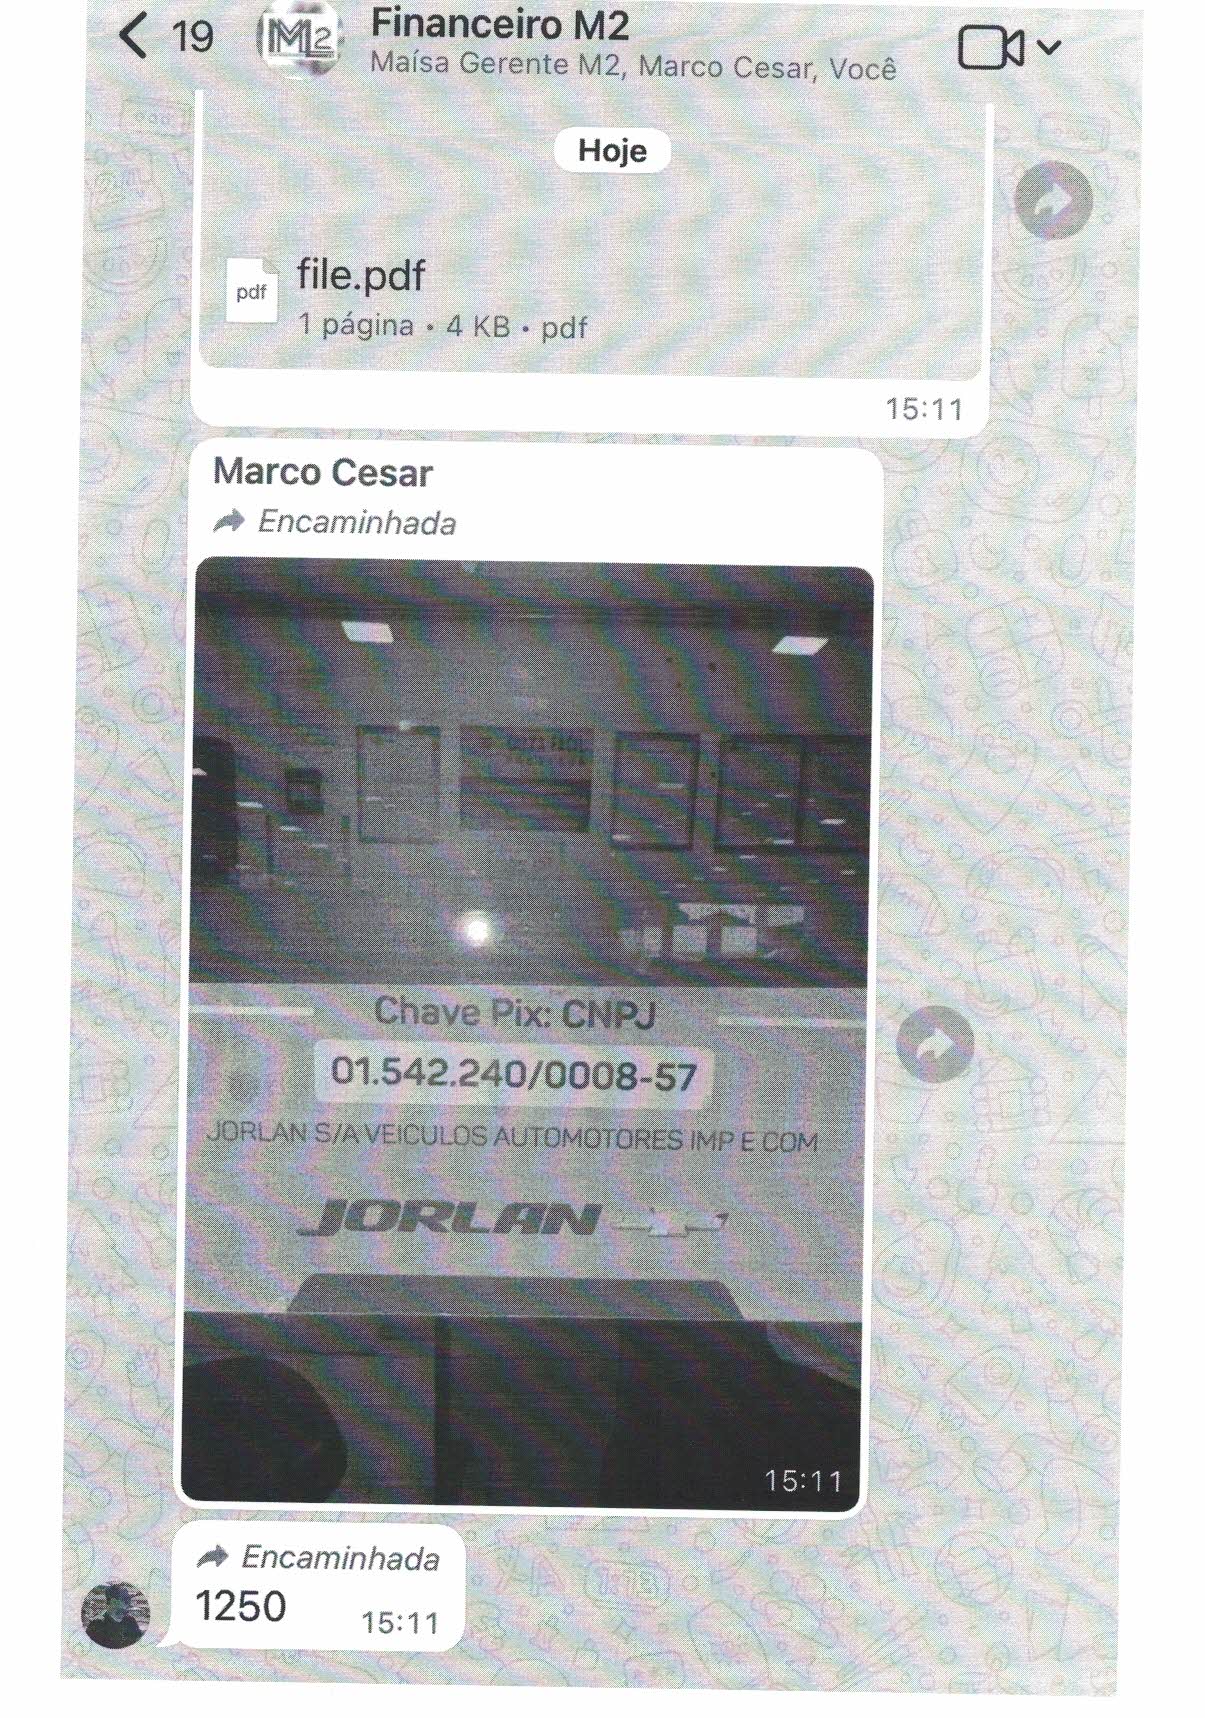 19
M2
Financeiro M2
Maísa Gerente M2, Marco Cesar, Você
Hoje
pdf
file.pdf
1 página • 4 KB • pdf
15:11
Marco Cesar
Encaminhada
Chave Pix: CNPJ
01.542.240/0008-57
JORLAN S/A VEICULOS AUTOMOTORES IMP E COM
JORLAN
15:11
Encaminhada
1250
15:11